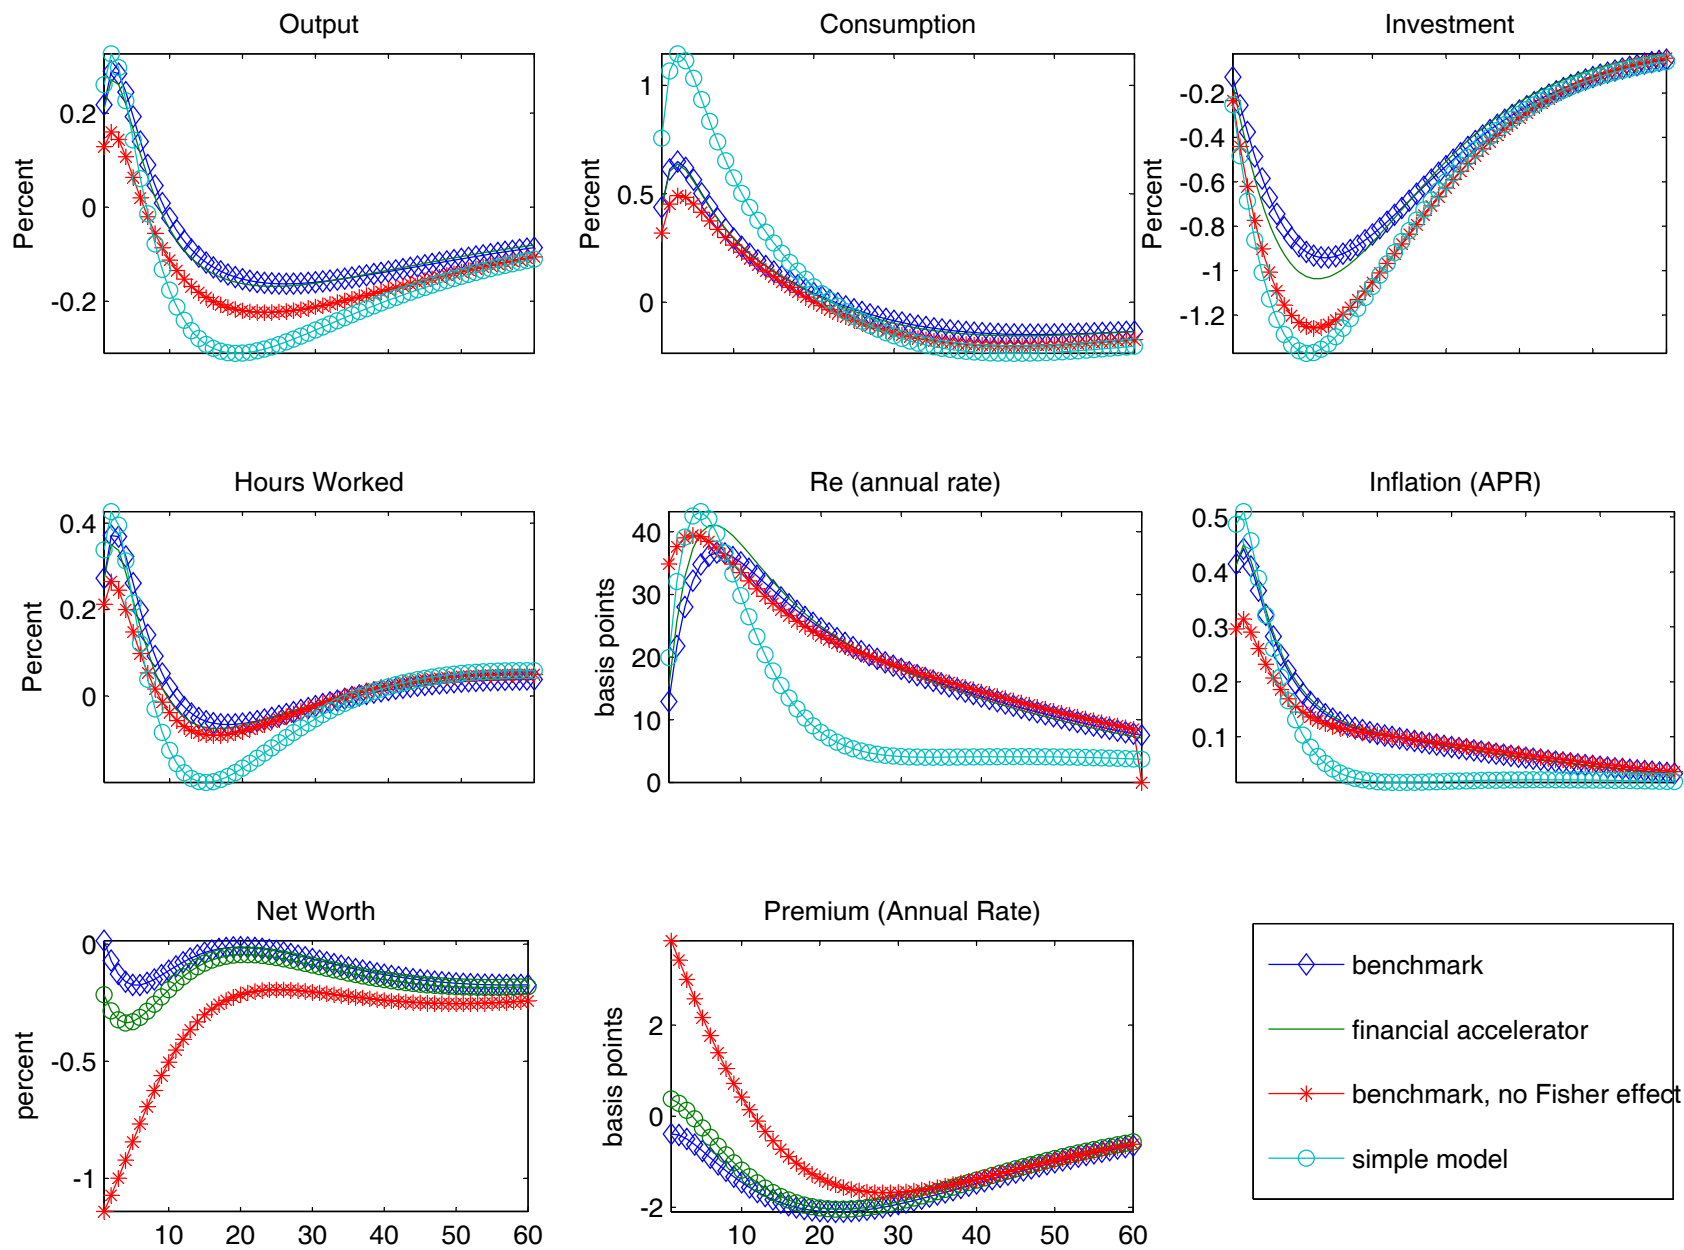 Output
Consumption
Investment
Percent
0.2
0
-0.2
Percent
1
0.5
0
Percent
-0.2
-0.4
-0.6
-0.8
-1
-1.2
Hours Worked
Re (annual rate)
Inflation (APR)
Percent
0.4
0.2
0
basis points
40
30
20
10
0
0.5
0.4
0.3
0.2
0.1
Net Worth
Premium (Annual Rate)
percent
0
-0.5
-1
10 20 30 40 50 60
basis points
2
0
-2
10 20 30 40 50 60
benchmark
financial accelerator
benchmark, no Fisher effect
simple model